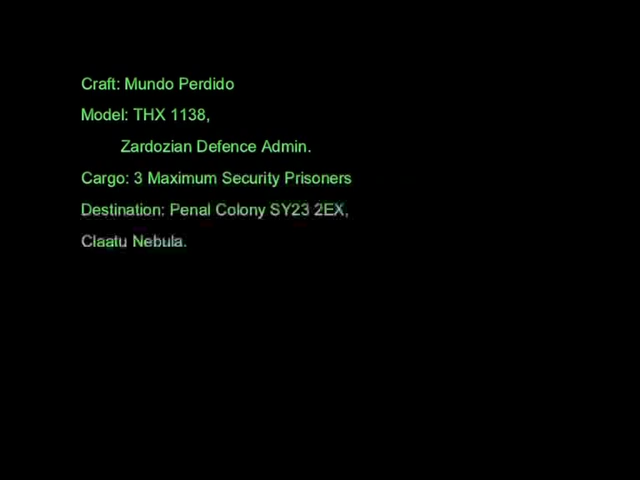 Craft: Mundo Perdido
Model: THX 1138,
Zardozian Defence Admin.
Cargo: 3 Maximum Security Prisoners
Destination: Penal Colony SY23 2EX,
Claatu Nebula.